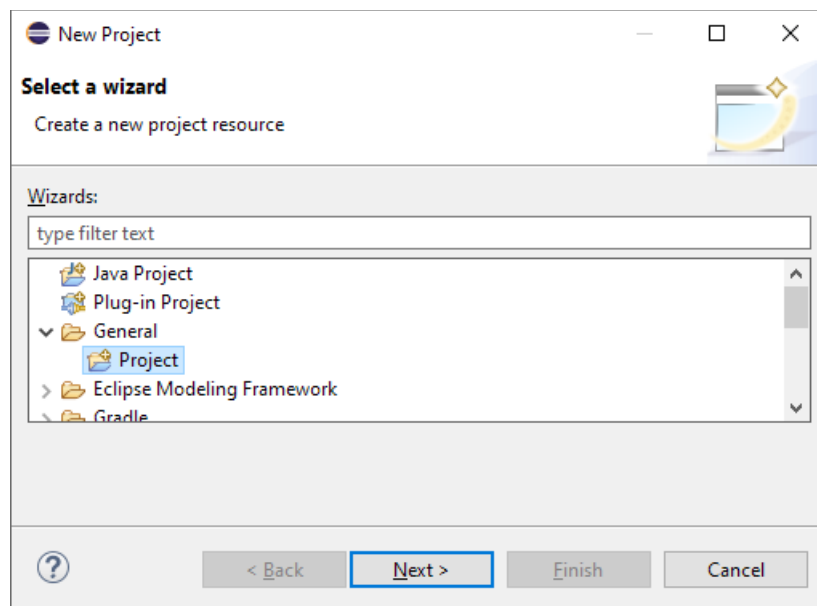 New Project
Select a wizard
Create a new project resource
Wizards:
type filter text
Java Project
Plug-in Project
General
Project
Eclipse Modeling Framework
Gradle
?
< Back
Next >
Finish
Cancel